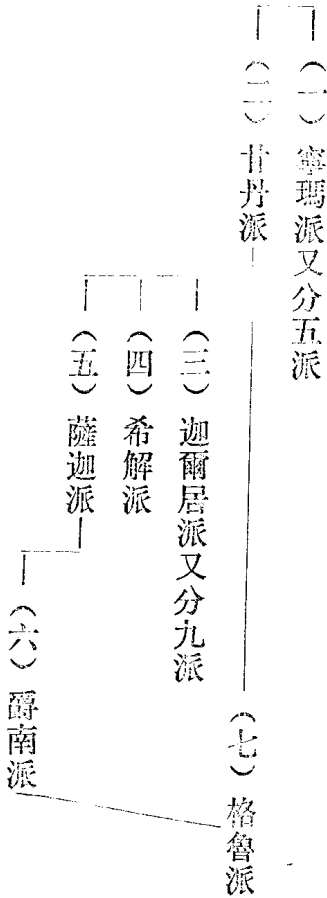 (一) 寧瑪派又分五派
(二) 甘丹派
(三) 迦爾居派又分九派
(四) 希解派
(五) 薩迦派
(六) 爵南派
(七) 格魯派